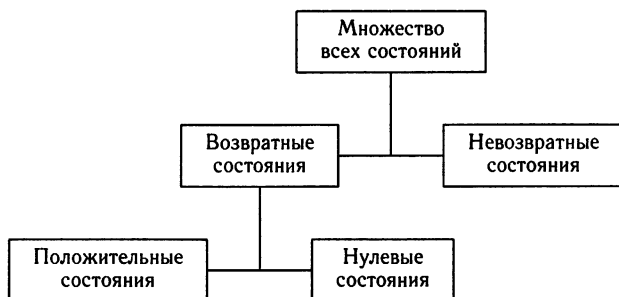 Множество
всех состояний
Возвратные
состояния
Невозвратные
состояния
Положительные
состояния
Нулевые
состояния